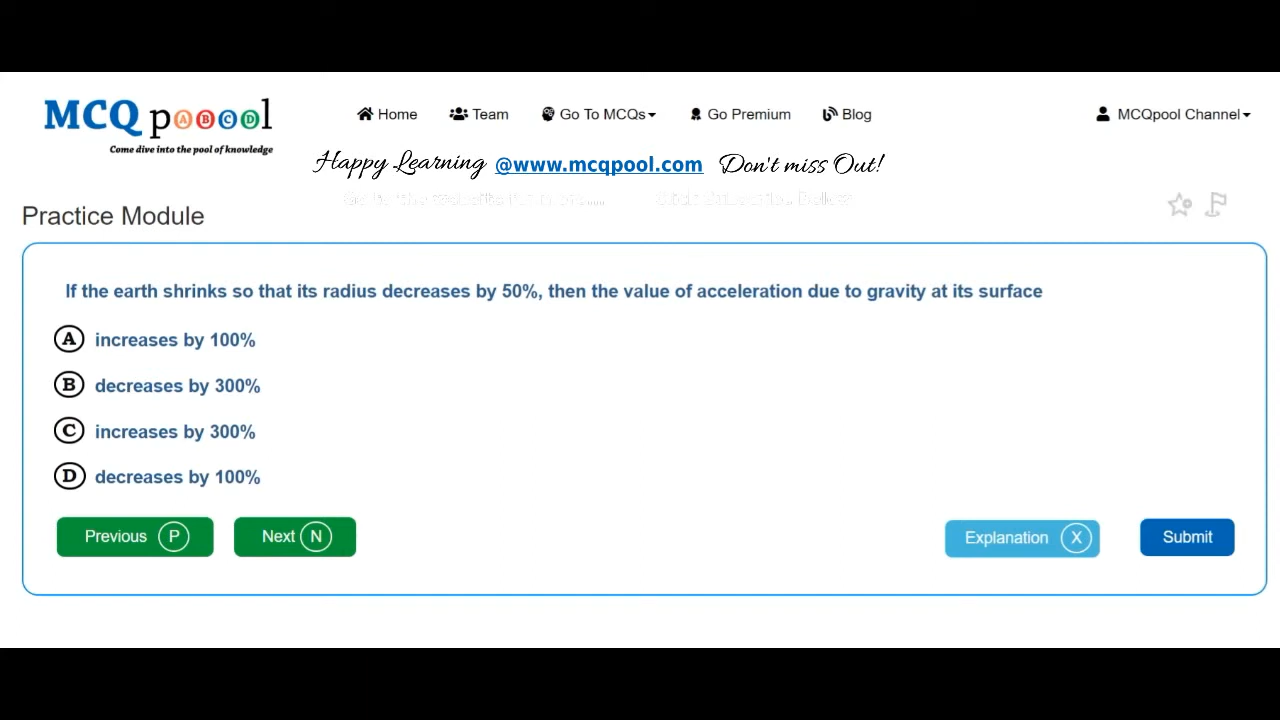 MCQ pooool
Come dive into the pool of knowledge
Home Team Go To MCQs Go Premium Blog MCQpool Channel
Happy Learning @www.mcqpool.com Don't miss Out!
Practice Module
If the earth shrinks so that its radius decreases by 50%, then the value of acceleration due to gravity at its surface
A increases by 100%
B decreases by 300%
C increases by 300%
D decreases by 100%
Previous P Next N Explanation X Submit